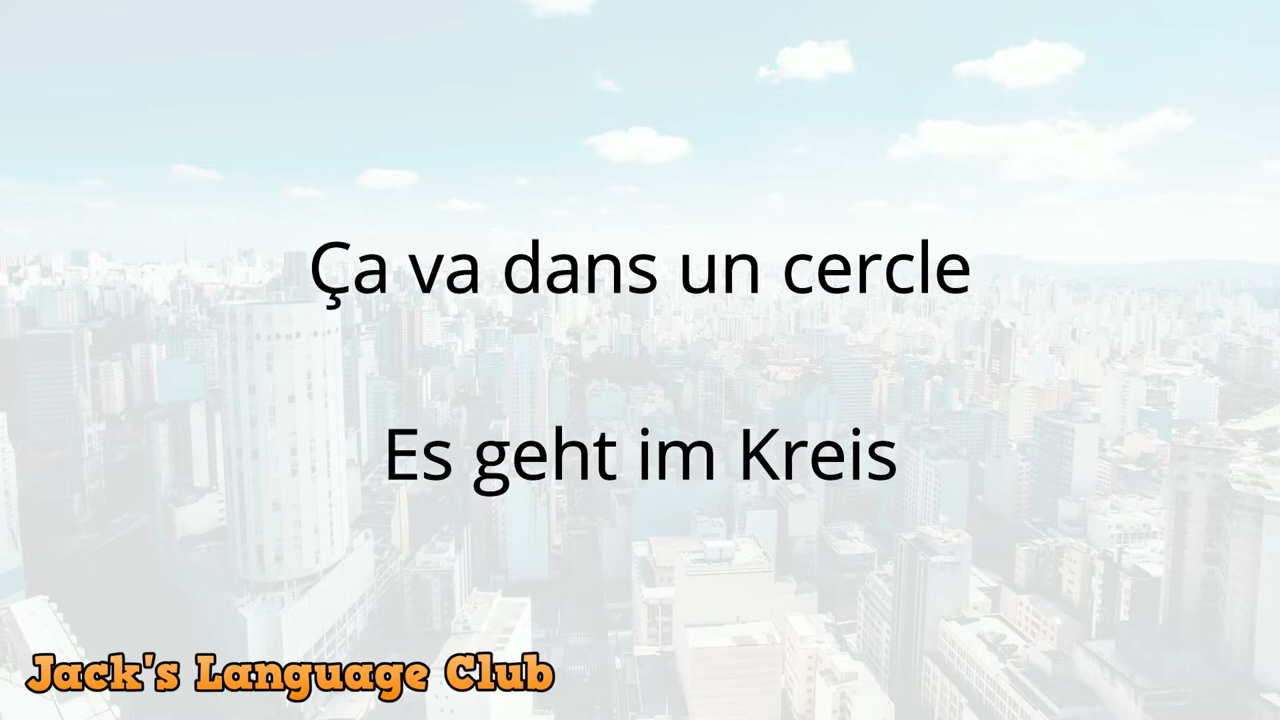 Ça va dans un cercle
Es geht im Kreis
Jack's Language Club